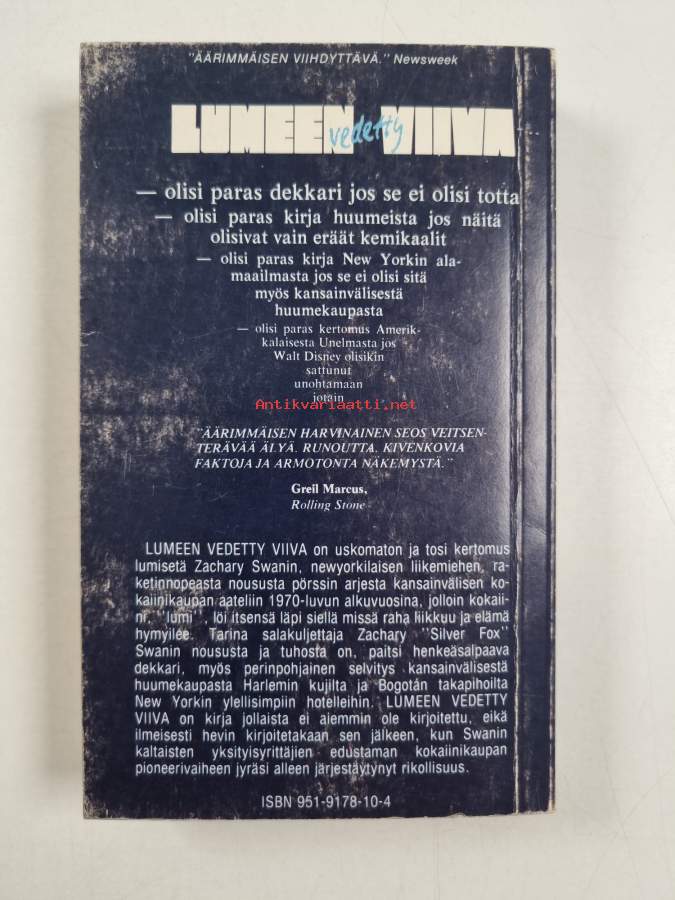 "ÄÄRIMMÄISEN VIIHDYTTÄVÄ." Newsweek
LUMEEN vedetty VIIVA
— olisi paras dekkari jos se ei olisi totta
— olisi paras kirja huumeista jos näitä
olisivat vain eräät kemikaalit
— olisi paras kirja New Yorkin ala-
maailmasta jos se ei olisi sitä
myös kansainvälisestä
huumekaupasta
— olisi paras kertomus Amerik-
kalaisesta Unelmasta jos
Walt Disney olisikin
sattunut
unohtamaan
jotain
Antikvariaatti.net
"ÄÄRIMMÄISEN HARVINAINEN SEOS VEITSEN-
TERÄVÄÄ ÄLYÄ, RUNOUTTA, KIVENKOVIA
FAKTOJA JA ARMOTONTA NÄKEMYSTÄ."
Greil Marcus,
Rolling Stone
LUMEEN VEDETTY VIIVA on uskomaton ja tosi kertomus
lumisetä Zachary Swanin, newyorkilaisen liikemiehen, ra-
ketinnopeasta noususta pörssin arjesta kansainvälisen ko-
kaiinikaupan aateliin 1970-luvun alkuvuosina, jolloin kokaii-
ni, "lumi", löi itsensä läpi siellä missä raha liikkuu ja elämä
hymyilee. Tarina salakuljettaja Zachary "Silver Fox"
Swanin noususta ja tuhosta on, paitsi henkeäsalpaava
dekkari, myös perinpohjainen selvitys kansainvälisestä
huumekaupasta Harlemin kujilta ja Bogotán takapihoilta
New Yorkin ylellisimpiin hotelleihin. LUMEEN VEDETTY
VIIVA on kirja jollaista ei aiemmin ole kirjoitettu, eikä
ilmeisesti hevin kirjoitetakaan sen jälkeen, kun Swanin
kaltaisten yksityisyrittäjien edustaman kokaiinikaupan
pioneerivaiheen jyräsi alleen järjestäytynyt rikollisuus.
ISBN 951-9178-10-4